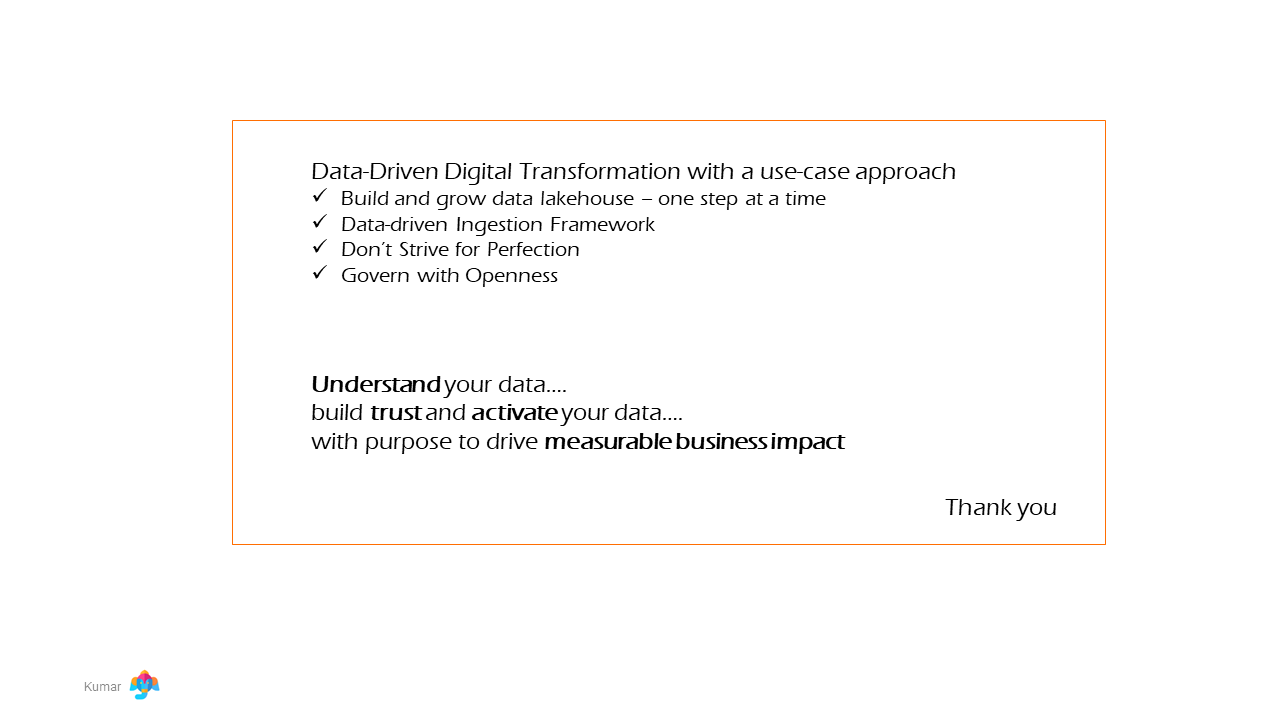 Data-Driven Digital Transformation with a use-case approach
✓ Build and grow data lakehouse – one step at a time
✓ Data-driven Ingestion Framework
✓ Don't Strive for Perfection
✓ Govern with Openness
Understand your data....
build trust and activate your data....
with purpose to drive measurable business impact
Thank you
Kumar